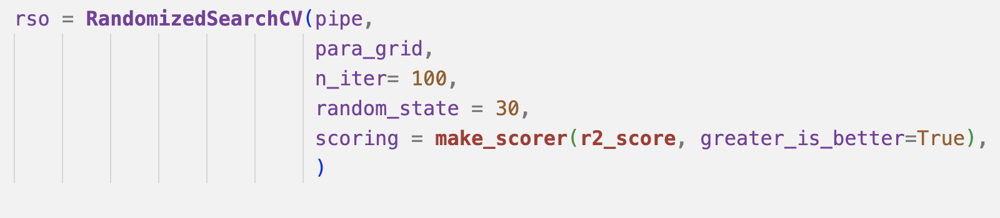 rso = RandomizedSearchCV(pipe,
para_grid,
n_iter= 100,
random_state = 30,
scoring = make_scorer(r2_score, greater_is_better=True),
)